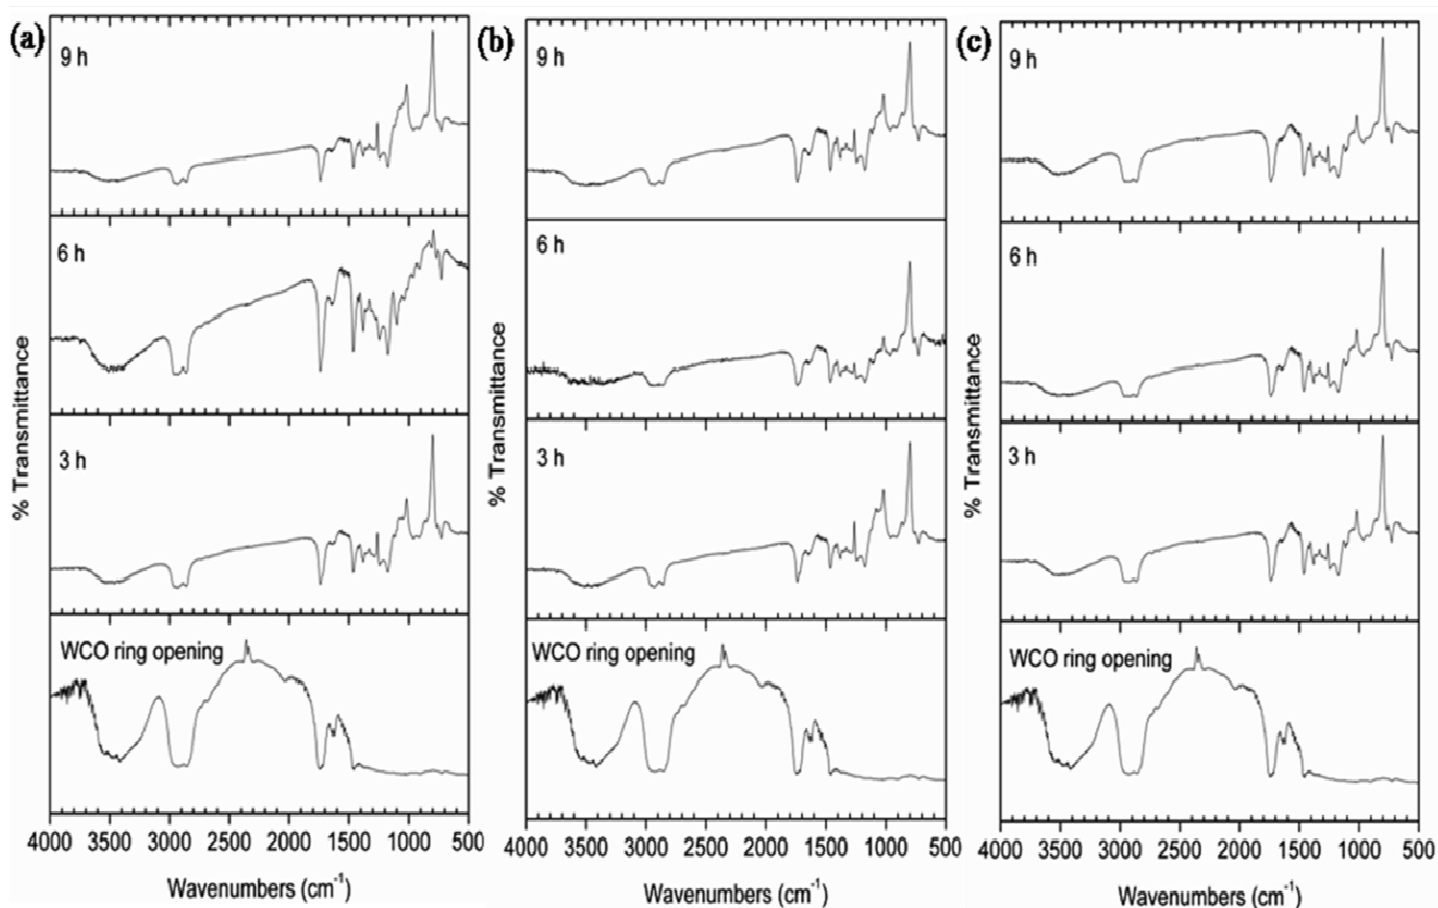 (a)
9 h
6 h
3 h
WCO ring opening
% Transmittance
4000 3500 3000 2500 2000 1500 1000 500
Wavenumbers (cm-1)
(b)
9 h
6 h
3 h
WCO ring opening
% Transmittance
4000 3500 3000 2500 2000 1500 1000 500
Wavenumbers (cm-1)
(c)
9 h
6 h
3 h
WCO ring opening
% Transmittance
4000 3500 3000 2500 2000 1500 1000 500
Wavenumbers (cm-1)